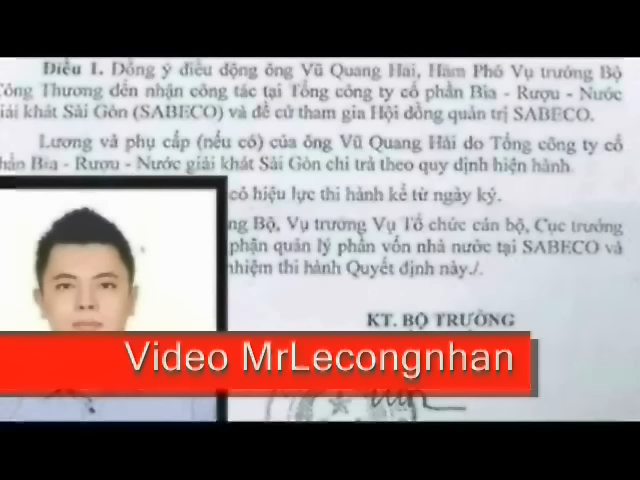 Điều 1. Đồng ý điều động ông Vũ Quang Hải, Hàm Phó Vụ trưởng Bộ
Công Thương đến nhận công tác tại Tổng công ty cổ phần Bia - Rượu - Nước
giải khát Sài Gòn (SABECO) và đề cử tham gia Hội đồng quản trị SABECO.
Lương và phụ cấp (nếu có) của ông Vũ Quang Hải do Tổng công ty cổ
phần Bia - Rượu - Nước giải khát Sài Gòn chi trả theo quy định hiện hành
có hiệu lực thi hành kể từ ngày ký.
ng Bộ, Vụ trưởng Vụ Tổ chức cán bộ, Cục trưởng
phận quản lý phần vốn nhà nước tại SABECO và
nhiệm thi hành Quyết định này./.
KT. BỘ TRƯỞNG
Video MrLecongnhan